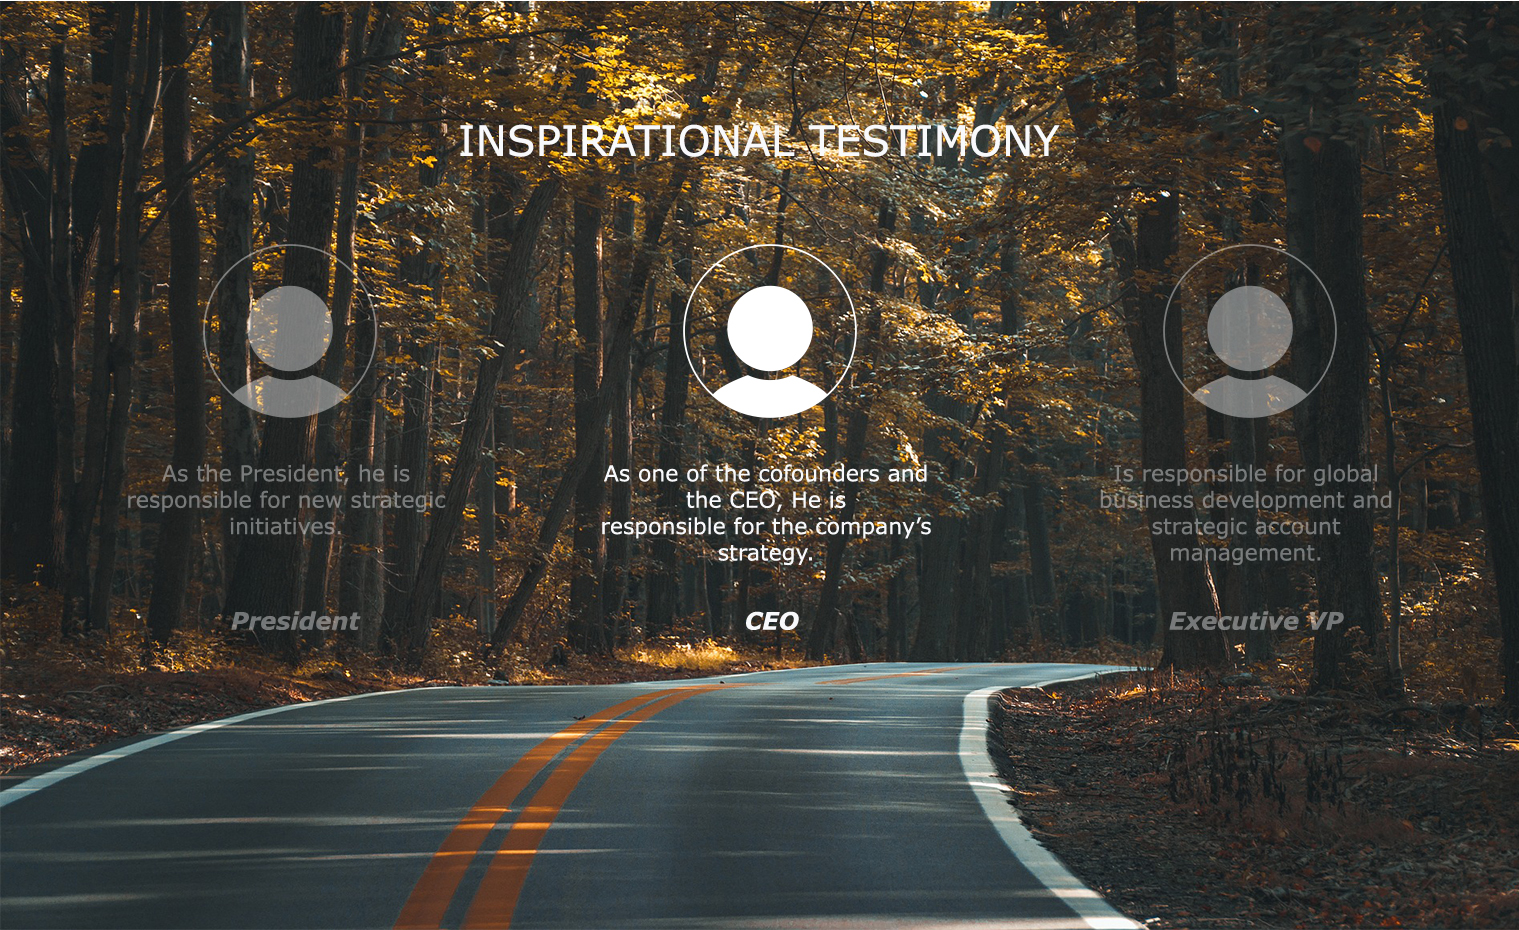 INSPIRATIONAL TESTIMONY
As the President, he is
responsible for new strategic
initiatives.
President
As one of the cofounders and
the CEO, He is
responsible for the company’s
strategy.
CEO
Is responsible for global
business development and
strategic account
management.
Executive VP